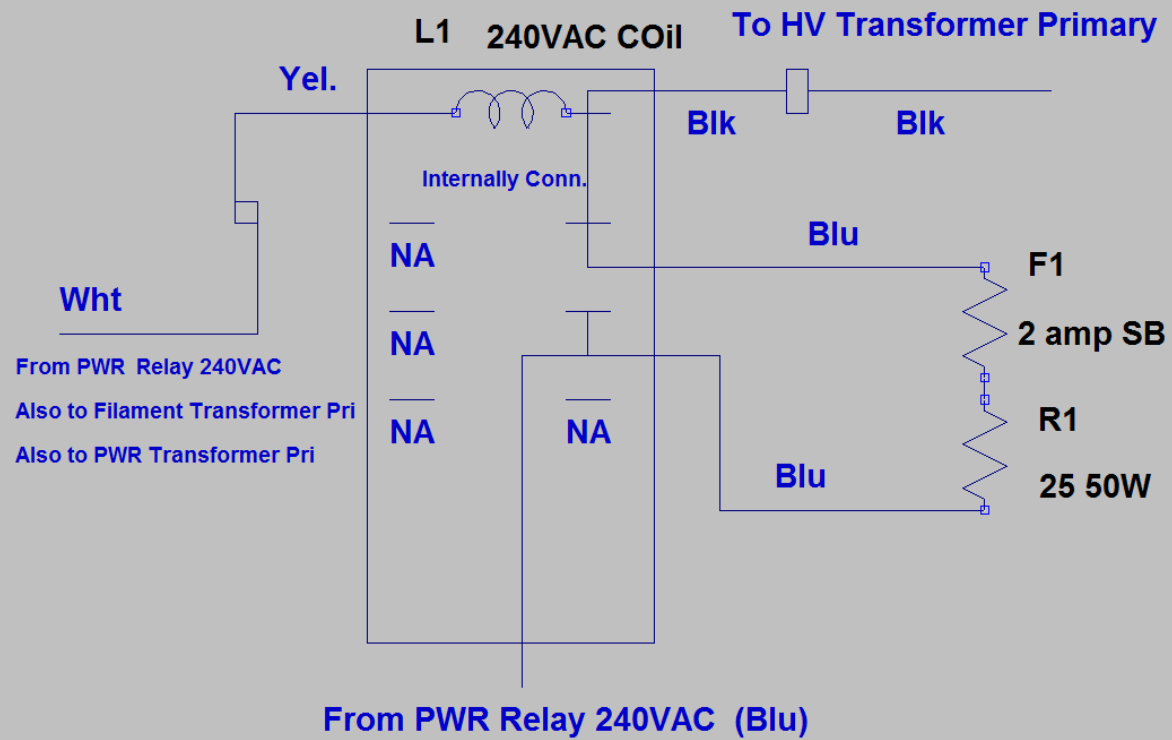 L1 240VAC COil
To HV Transformer Primary
Yel.
Blk
Blk
Internally Conn.
Blu
NA
F1
Wht
2 amp SB
NA
From PWR Relay 240VAC
Also to Filament Transformer Pri
NA
NA
R1
Also to PWR Transformer Pri
Blu
25 50W
From PWR Relay 240VAC (Blu)